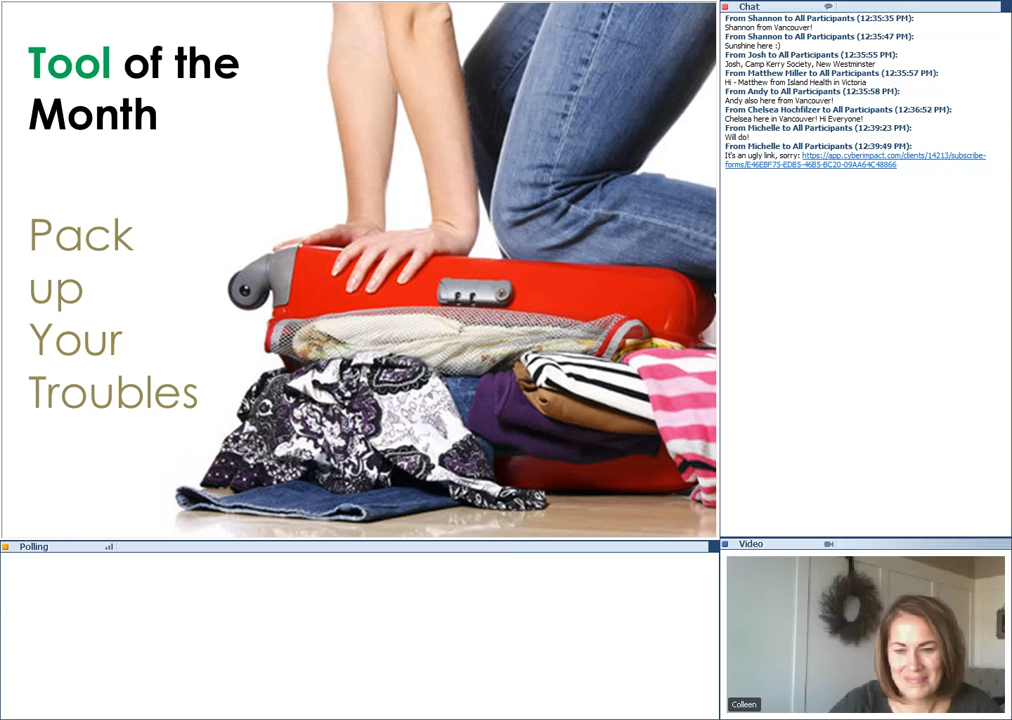 Tool of the
Month
Pack
up
Your
Troubles
Polling
Chat
From Shannon to All Participants (12:35:35 PM):
Shannon from Vancouver!
From Shannon to All Participants (12:35:47 PM):
Sunshine here :)
From Josh to All Participants (12:35:55 PM):
Josh, Camp Kerry Society, New Westminster
From Matthew Miller to All Participants (12:35:57 PM):
Hi - Matthew from Island Health in Victoria
From Andy to All Participants (12:35:58 PM):
Andy also here from Vancouver!
From Chelsea Hochfilzer to All Participants (12:36:52 PM):
Chelsea here in Vancouver! Hi Everyone!
From Michelle to All Participants (12:39:23 PM):
Will do!
From Michelle to All Participants (12:39:49 PM):
It's an ugly link, sorry: https://app.cyberimpact.com/clients/14213/subscribe-
forms/E46EBF75-EDB5-46B5-BC20-09AA64C48866
Video
Colleen